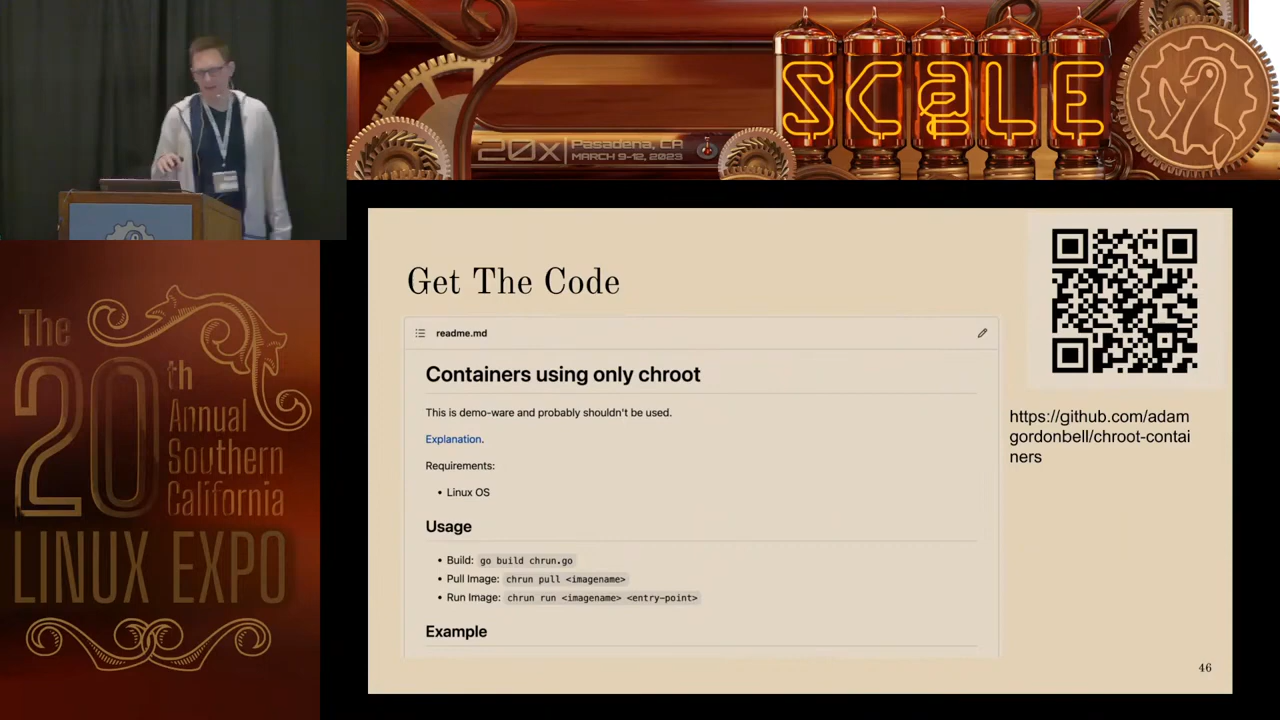 SCaLE
20x
Pasadena, CA
MARCH 9-12, 2023
The
20th
Annual
Southern
California
LINUX EXPO
Get The Code
readme.md
Containers using only chroot
This is demo-ware and probably shouldn't be used.
Explanation.
Requirements:
• Linux OS
Usage
• Build: go build chrun.go
• Pull Image: chrun pull <imagename>
• Run Image: chrun run <imagename> <entry-point>
Example
https://github.com/adam
gordonbell/chroot-contai
ners
46